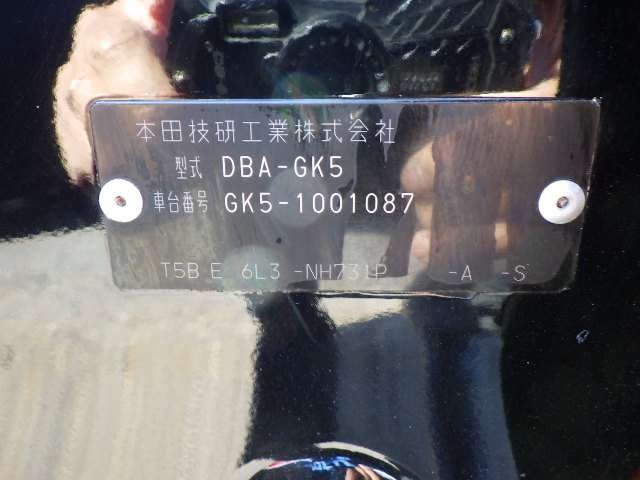 本田技研工業株式会社
型式 DBA-GK5
車台番号 GK5-1001087
T5B E 6L3 -NH731P -A -S